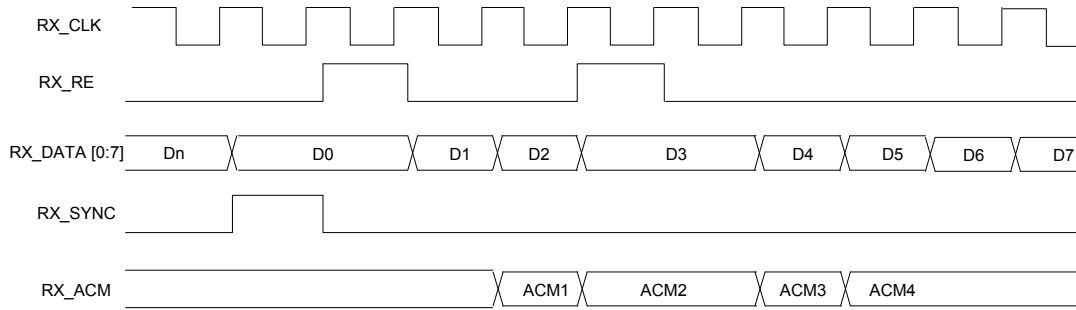 RX_CLK
RX_RE
RX_DATA [0:7] Dn D0 D1 D2 D3 D4 D5 D6 D7
RX_SYNC
RX_ACM ACM1 ACM2 ACM3 ACM4